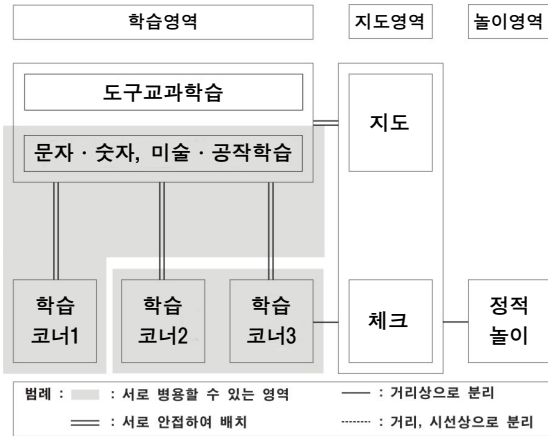 학습영역
지도영역
놀이영역
도구교과학습
지도
문자 · 숫자, 미술 · 공작학습
학습
코너1
학습
코너2
학습
코너3
체크
정적
놀이
범례 : : 서로 병용할 수 있는 영역 : 거리상으로 분리
: 서로 안접하여 배치 : 거리, 시선상으로 분리